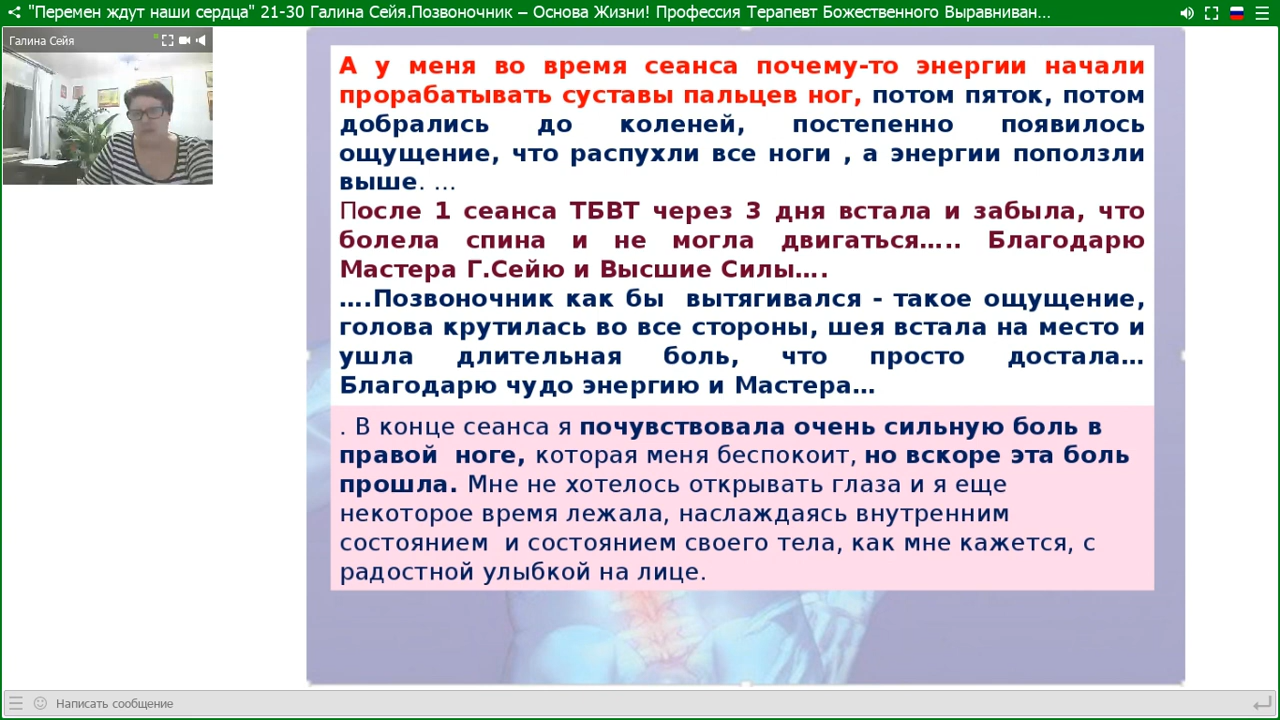 "Перемен ждут наши сердца" 21-30 Галина Сейя.Позвоночник – Основа Жизни! Профессия Терапевт Божественного Выравниван...
Галина Сейя
А у меня во время сеанса почему-то энергии начали
прорабатывать суставы пальцев ног, потом пяток, потом
добрались до коленей, постепенно появилось
ощущение, что распухли все ноги , а энергии поползли
выше. ...
После 1 сеанса ТБВТ через 3 дня встала и забыла, что
болела спина и не могла двигаться….. Благодарю
Мастера Г.Сейю и Высшие Силы….
….Позвоночник как бы  вытягивался - такое ощущение,
голова крутилась во все стороны, шея встала на место и
ушла длительная боль, что просто достала…
Благодарю чудо энергию и Мастера…
. В конце сеанса я почувствовала очень сильную боль в
правой  ноге, которая меня беспокоит, но вскоре эта боль
прошла. Мне не хотелось открывать глаза и я еще
некоторое время лежала, наслаждаясь внутренним
состоянием  и состоянием своего тела, как мне кажется, с
радостной улыбкой на лице.
Написать сообщение